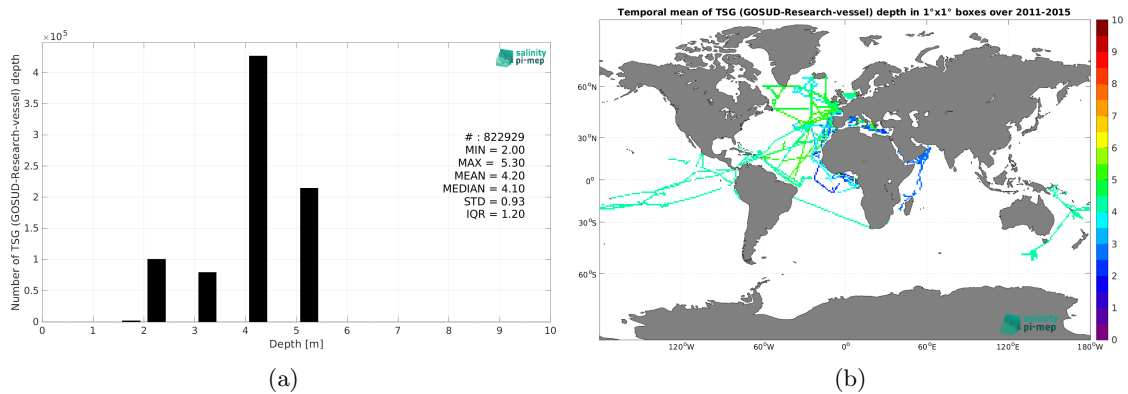 ×10⁵
4
3.5
3
2.5
2
1.5
1
0.5
0
Number of TSG (GOSUD-Research-vessel) depth
salinity
pi-mep
# : 822929
MIN = 2.00
MAX = 5.30
MEAN = 4.20
MEDIAN = 4.10
STD = 0.93
IQR = 1.20
0 1 2 3 4 5 6 7 8 9 10
Depth [m]
(a)
Temporal mean of TSG (GOSUD-Research-vessel) depth in 1°x1° boxes over 2011-2015
60°N
30°N
0°
30°S
60°S
120°W 60°W 0° 60°E 120°E 180°W
salinity
pi-mep
10
9
8
7
6
5
4
3
2
1
0
(b)